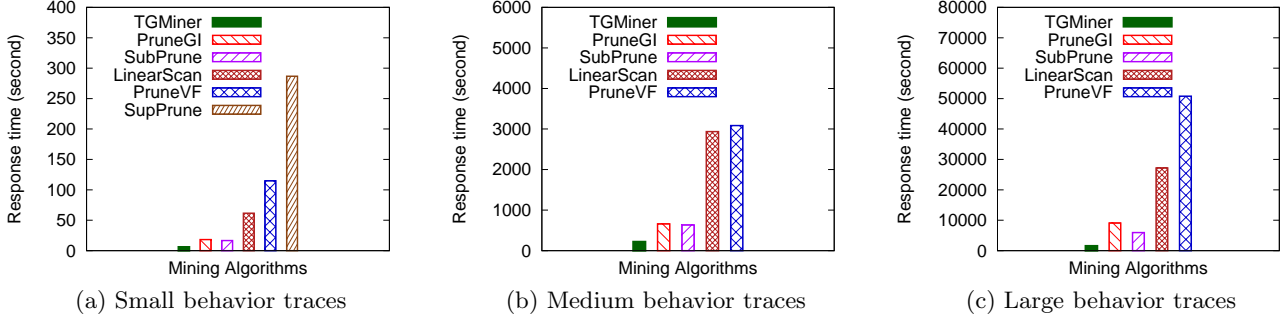 400
350
300
250
200
150
100
50
0
Response time (second)
TGMiner
PruneGI
SubPrune
LinearScan
PruneVF
SupPrune
Mining Algorithms
(a) Small behavior traces
6000
5000
4000
3000
2000
1000
0
Response time (second)
TGMiner
PruneGI
SubPrune
LinearScan
PruneVF
Mining Algorithms
(b) Medium behavior traces
80000
70000
60000
50000
40000
30000
20000
10000
0
Response time (second)
TGMiner
PruneGI
SubPrune
LinearScan
PruneVF
Mining Algorithms
(c) Large behavior traces